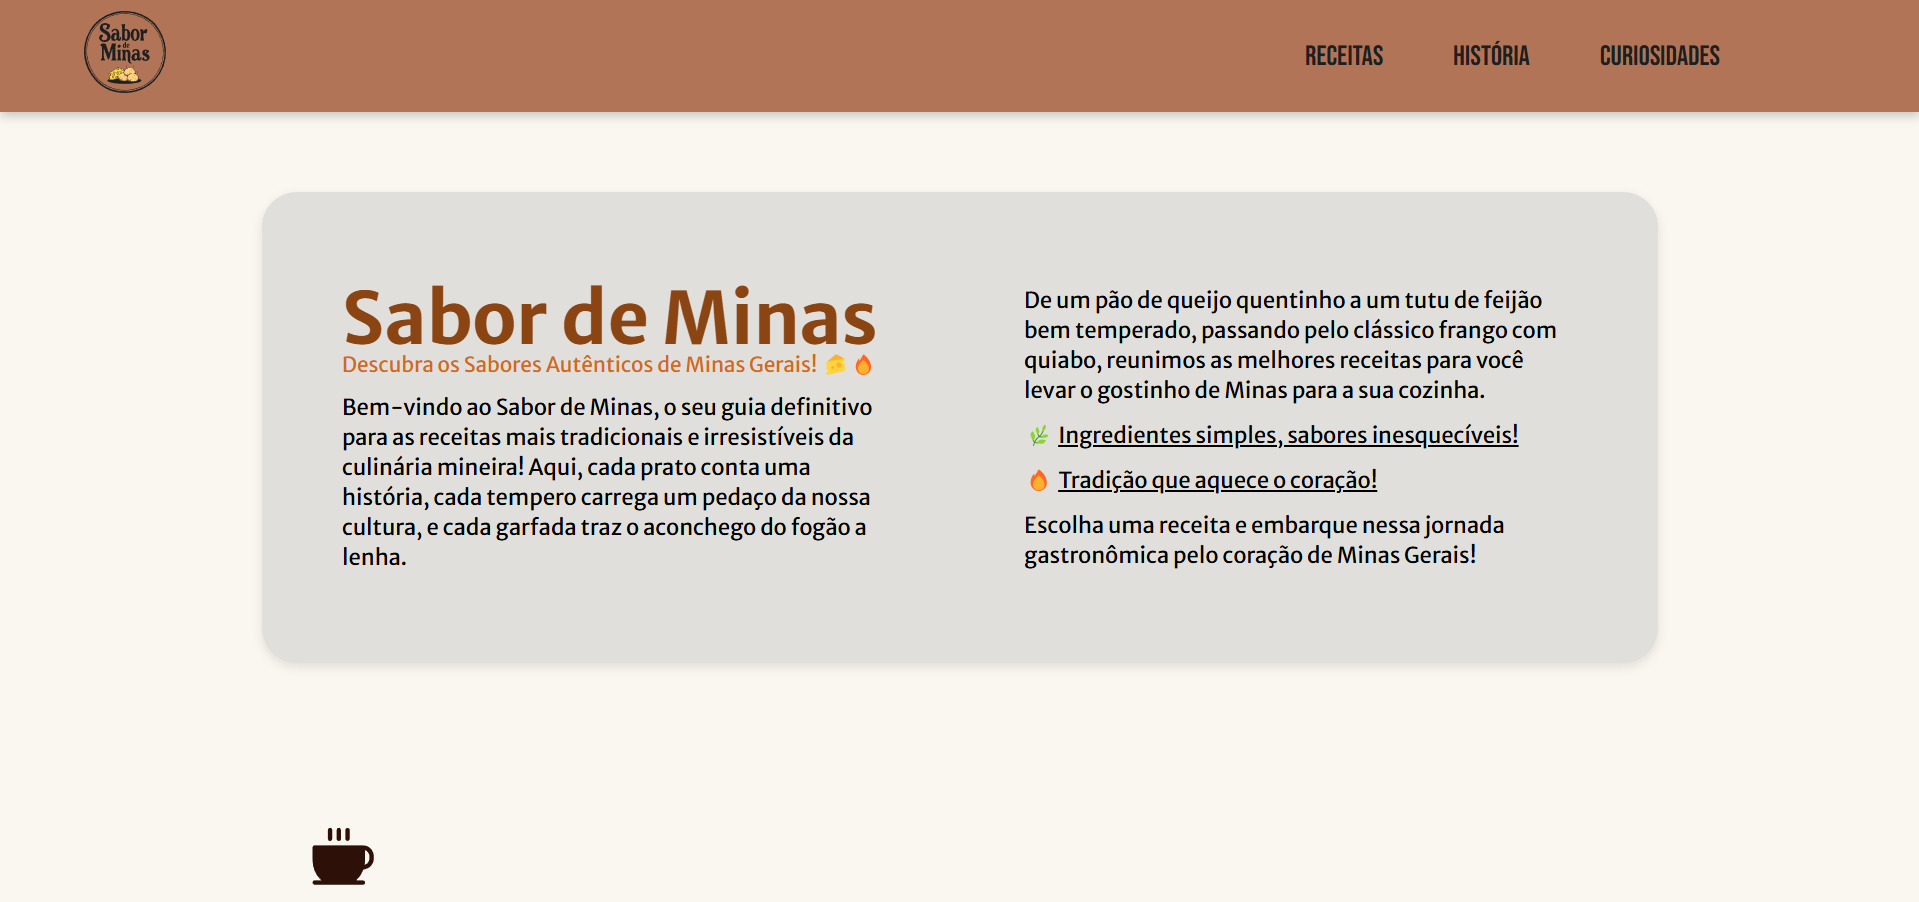 Sabor
de
Minas
RECEITAS
HISTÓRIA
CURIOSIDADES
Sabor de Minas
Descubra os Sabores Autênticos de Minas Gerais! 🧀 🔥
Bem-vindo ao Sabor de Minas, o seu guia definitivo
para as receitas mais tradicionais e irresistíveis da
culinária mineira! Aqui, cada prato conta uma
história, cada tempero carrega um pedaço da nossa
cultura, e cada garfada traz o aconchego do fogão a
lenha.
De um pão de queijo quentinho a um tutu de feijão
bem temperado, passando pelo clássico frango com
quiabo, reunimos as melhores receitas para você
levar o gostinho de Minas para a sua cozinha.
🌿 Ingredientes simples, sabores inesquecíveis!
🔥 Tradição que aquece o coração!
Escolha uma receita e embarque nessa jornada
gastronômica pelo coração de Minas Gerais!